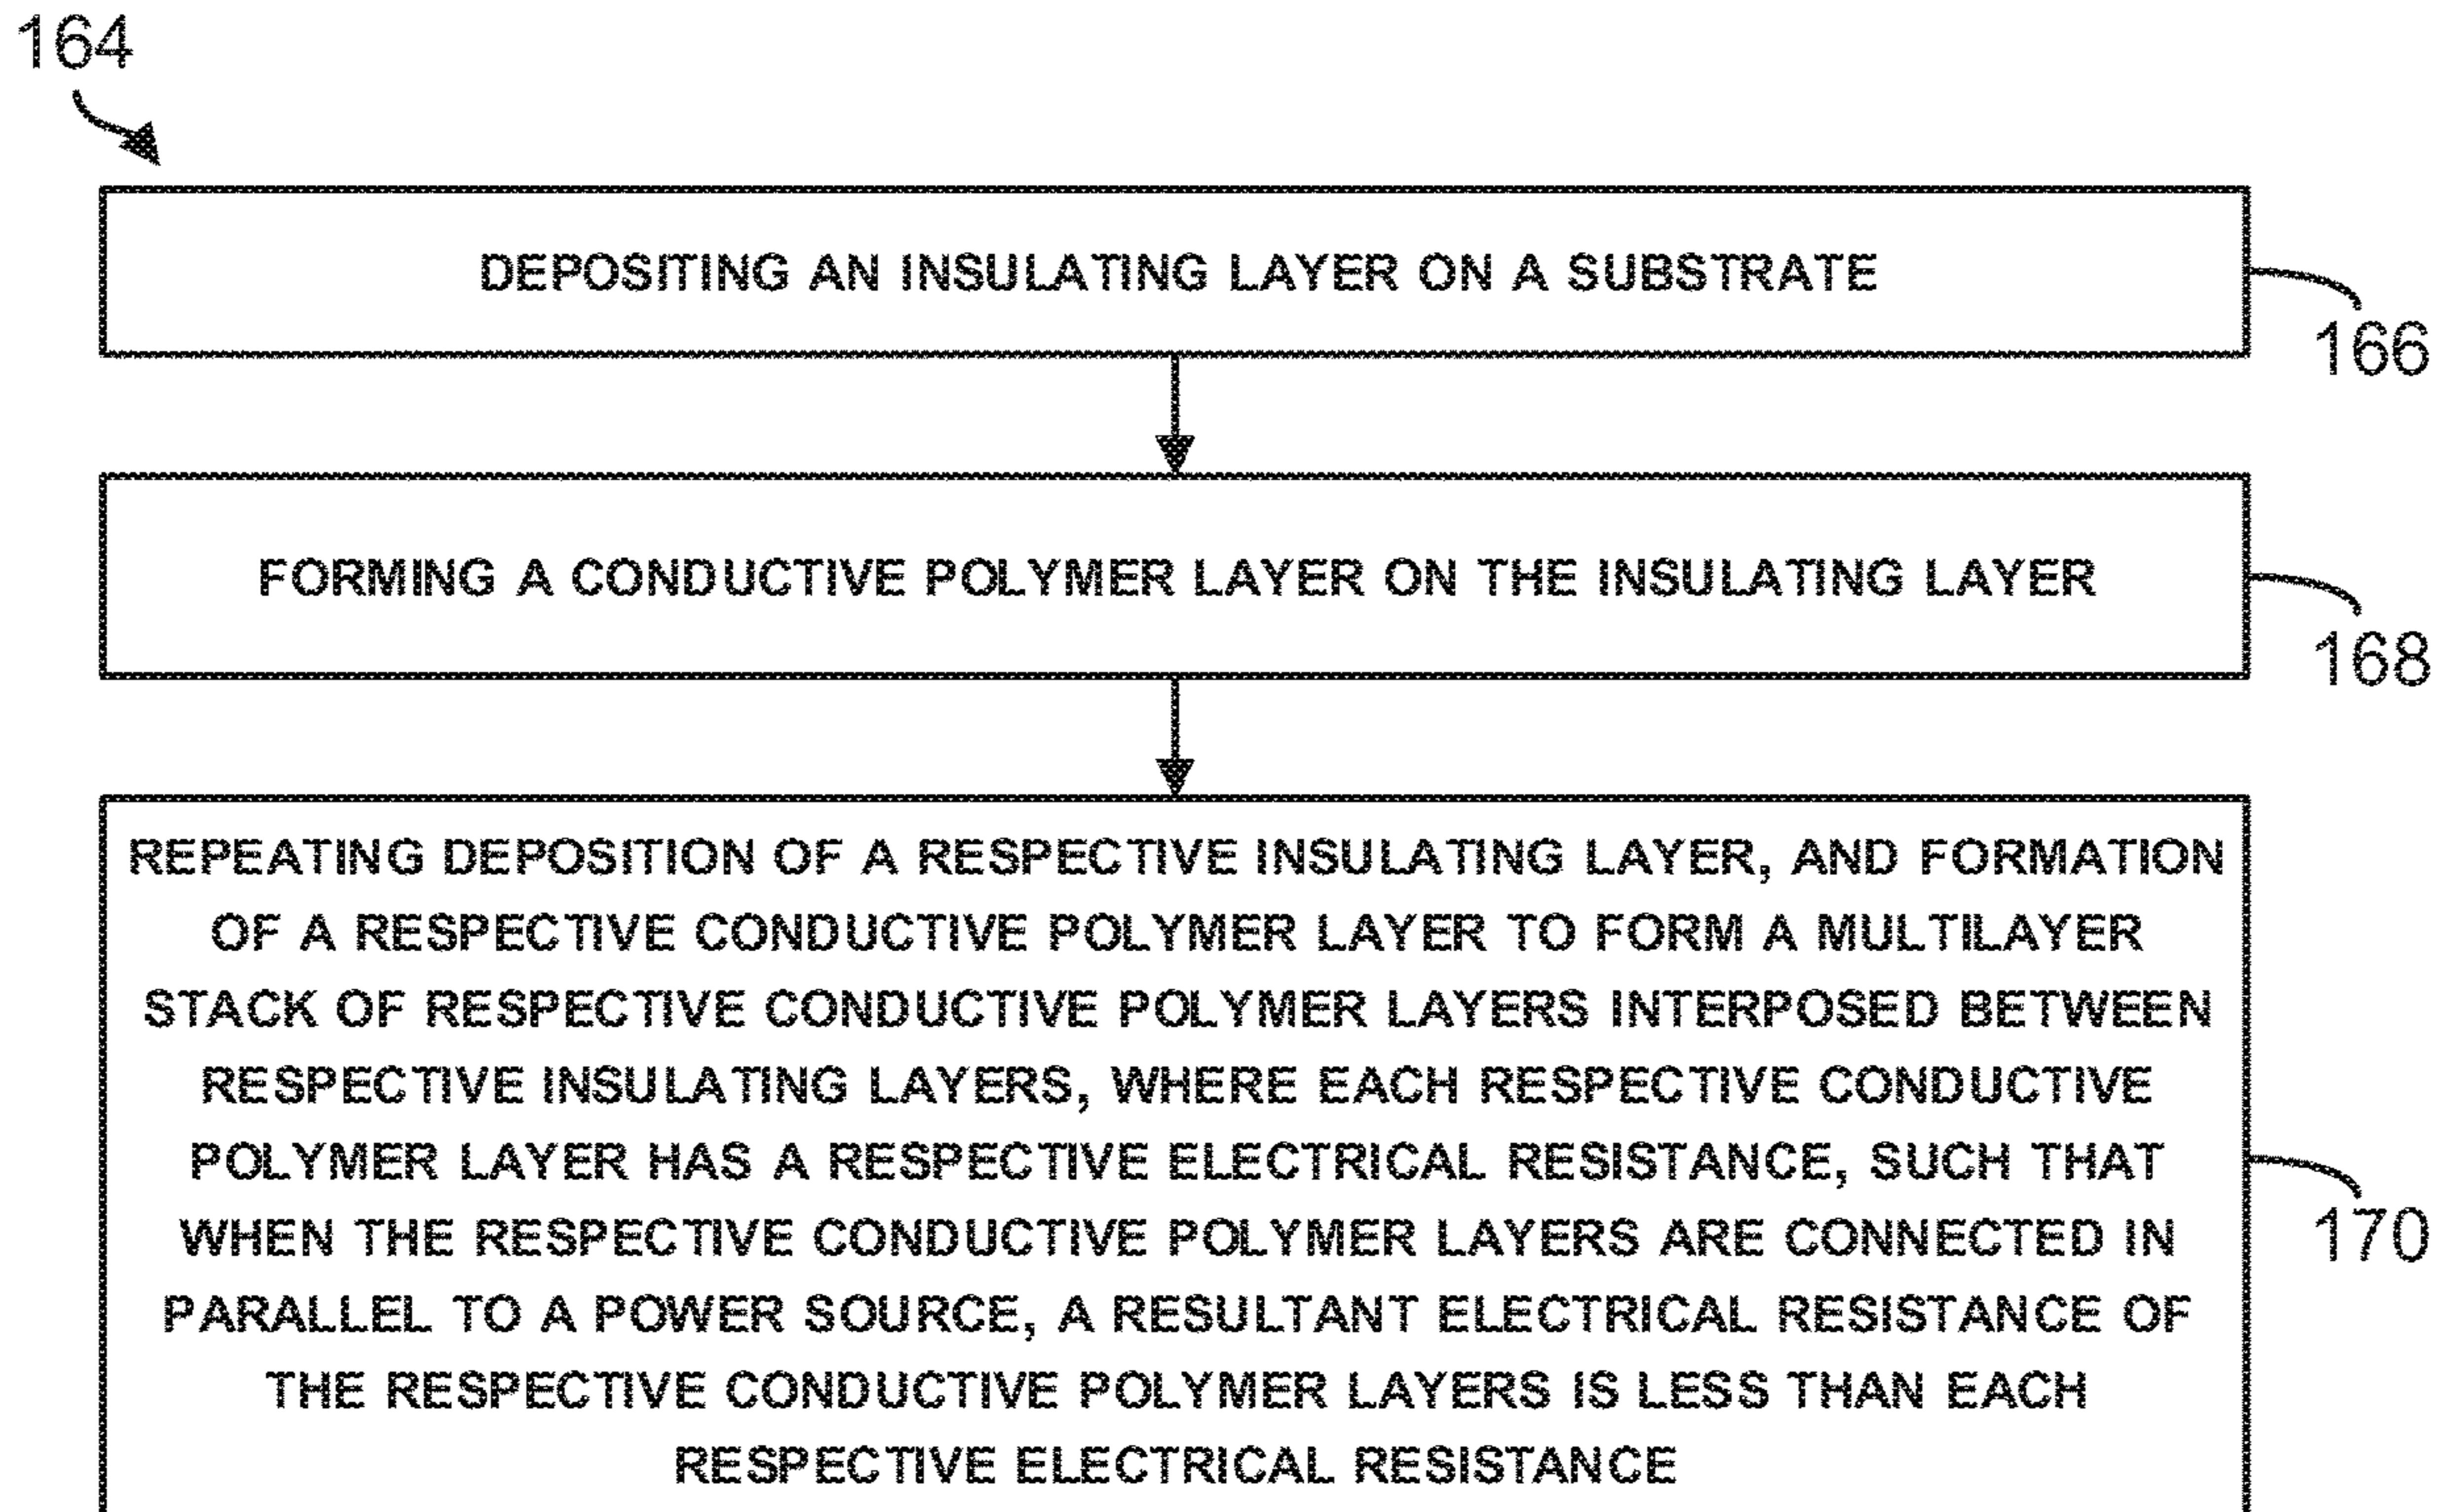 164
DEPOSITING AN INSULATING LAYER ON A SUBSTRATE
166
FORMING A CONDUCTIVE POLYMER LAYER ON THE INSULATING LAYER
168
REPEATING DEPOSITION OF A RESPECTIVE INSULATING LAYER, AND FORMATION
OF A RESPECTIVE CONDUCTIVE POLYMER LAYER TO FORM A MULTILAYER
STACK OF RESPECTIVE CONDUCTIVE POLYMER LAYERS INTERPOSED BETWEEN
RESPECTIVE INSULATING LAYERS, WHERE EACH RESPECTIVE CONDUCTIVE
POLYMER LAYER HAS A RESPECTIVE ELECTRICAL RESISTANCE, SUCH THAT
WHEN THE RESPECTIVE CONDUCTIVE POLYMER LAYERS ARE CONNECTED IN
PARALLEL TO A POWER SOURCE, A RESULTANT ELECTRICAL RESISTANCE OF
THE RESPECTIVE CONDUCTIVE POLYMER LAYERS IS LESS THAN EACH
RESPECTIVE ELECTRICAL RESISTANCE
170